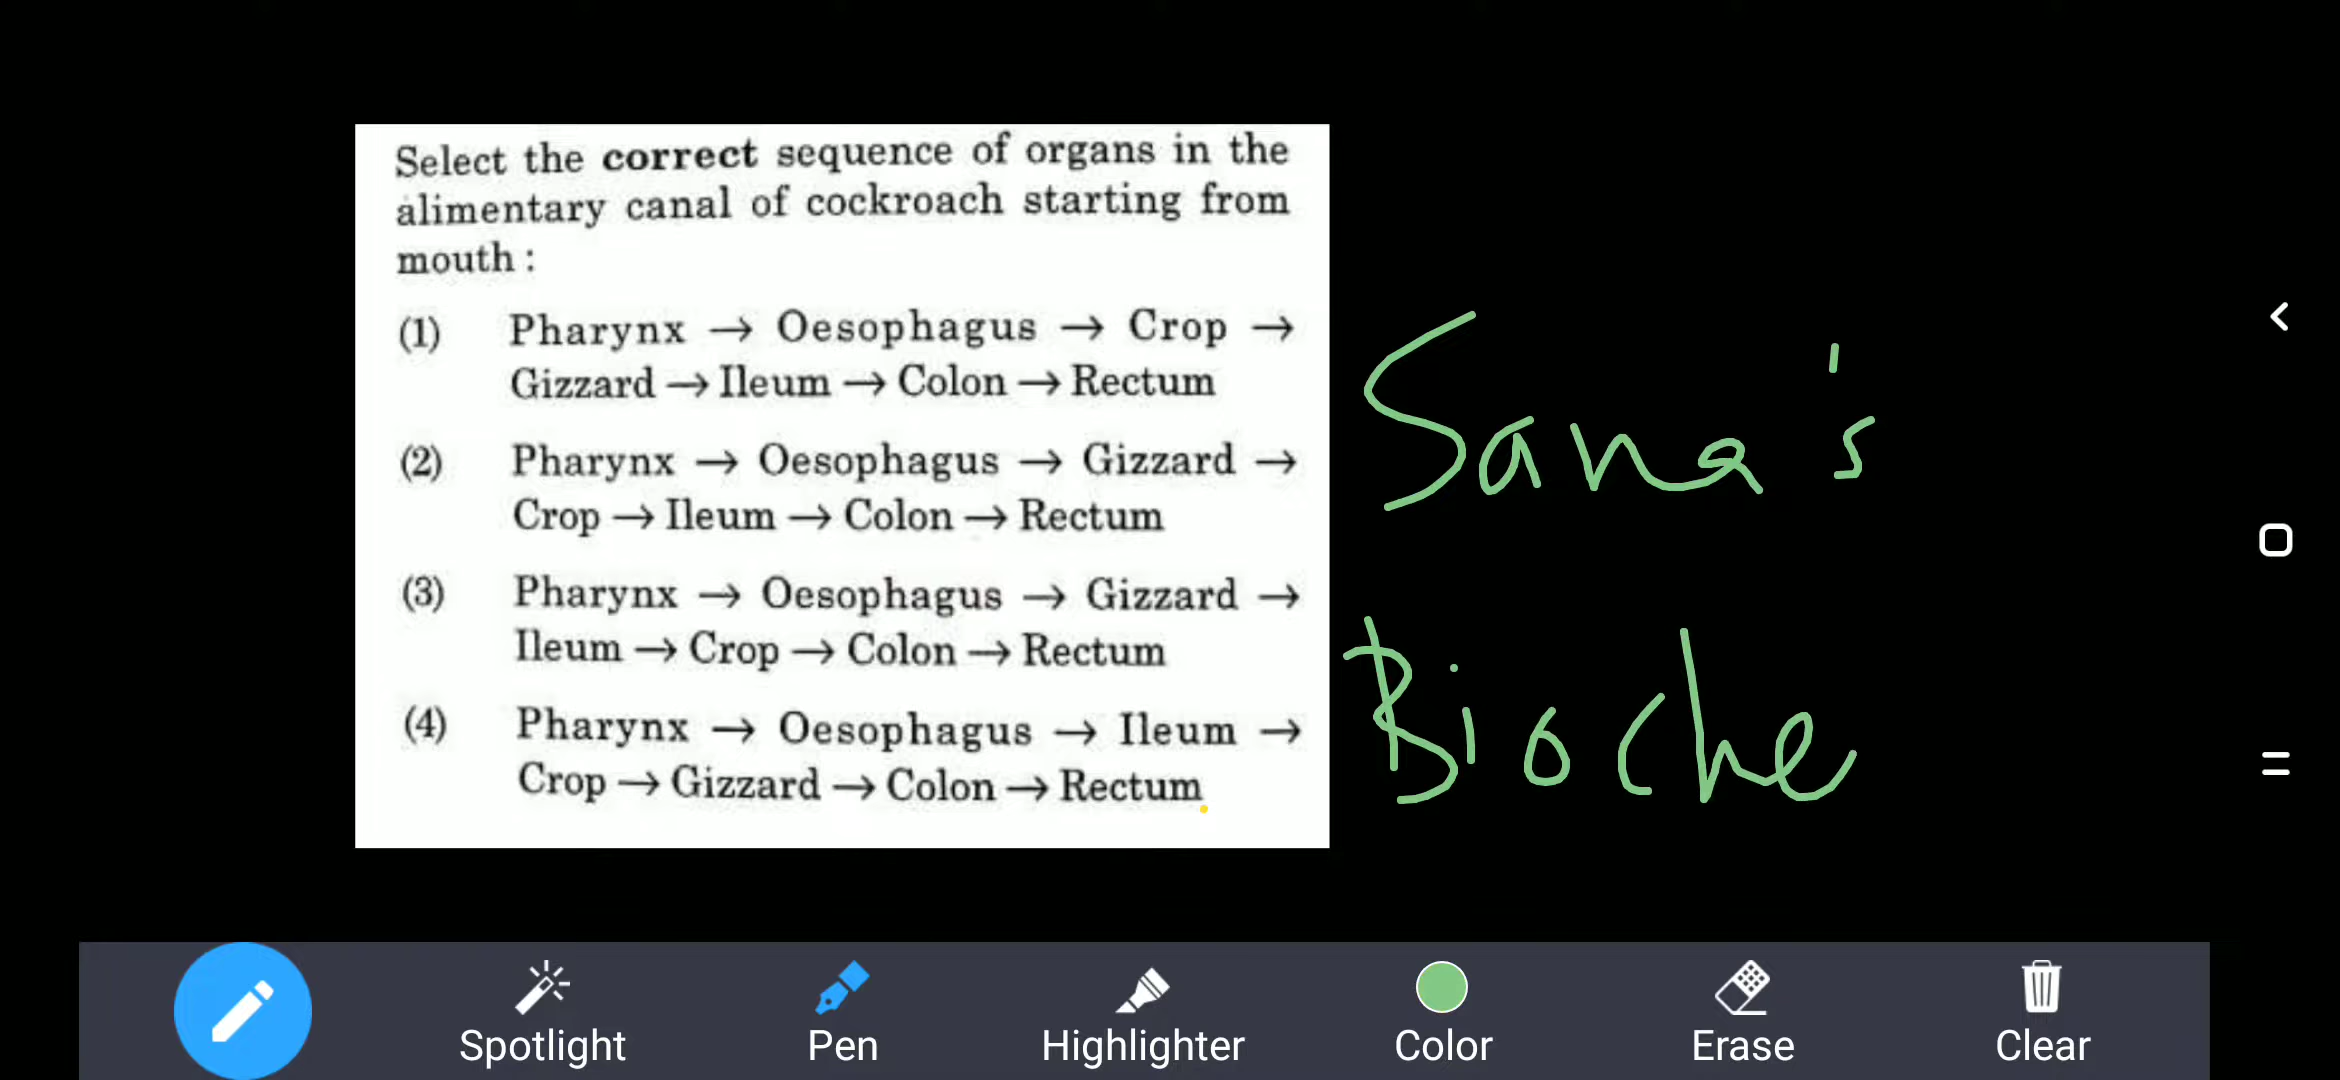 Select the correct sequence of organs in the
alimentary canal of cockroach starting from
mouth :
(1) Pharynx → Oesophagus → Crop →
Gizzard → Ileum → Colon → Rectum
(2) Pharynx → Oesophagus → Gizzard →
Crop → Ileum → Colon → Rectum
(3) Pharynx → Oesophagus → Gizzard →
Ileum → Crop → Colon → Rectum
(4) Pharynx → Oesophagus → Ileum →
Crop → Gizzard → Colon → Rectum
Sana's
Bioche
Spotlight Pen Highlighter Color Erase Clear